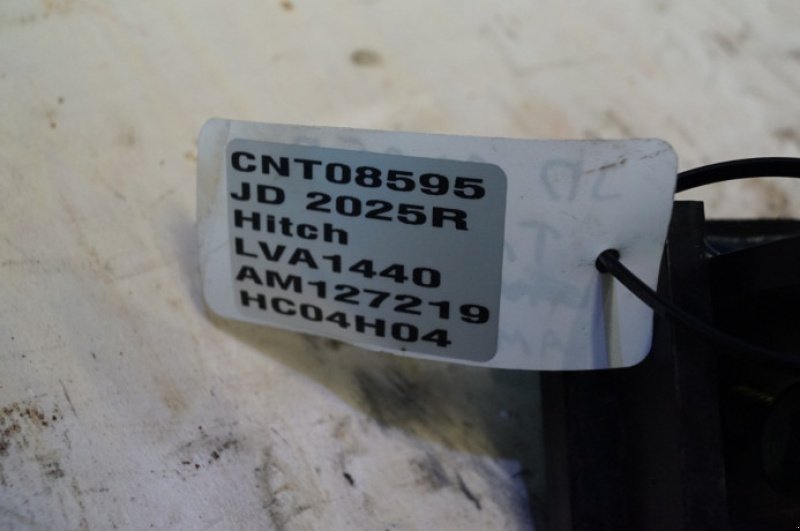 CNT08595
JD 2025R
Hitch
LVA1440
AM127219
HC04H04